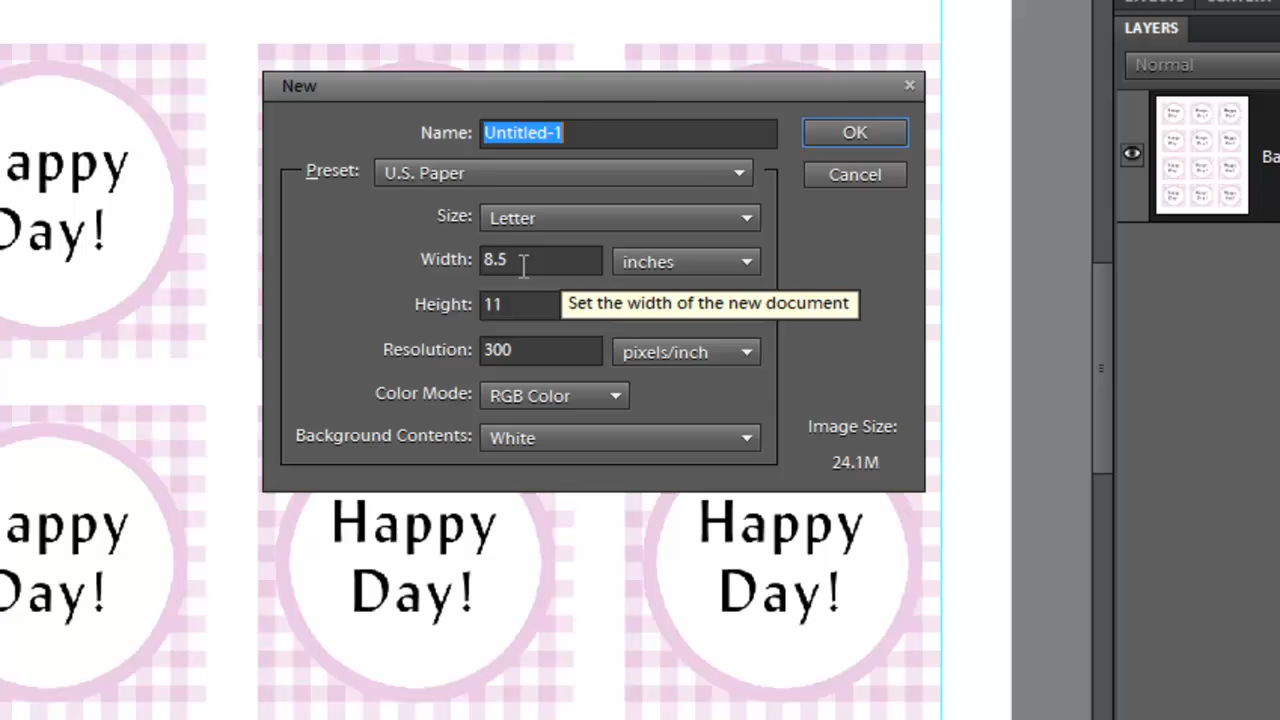 LAYERS
Normal
Ba
New
Name: Untitled-1
OK
Preset: U.S. Paper
Cancel
Size: Letter
Width: 8.5 inches
Height: 11
Set the width of the new document
Resolution: 300 pixels/inch
Color Mode: RGB Color
Background Contents: White
Image Size:
24.1M
appy
Day!
appy
Day!
Happy
Day!
Happy
Day!